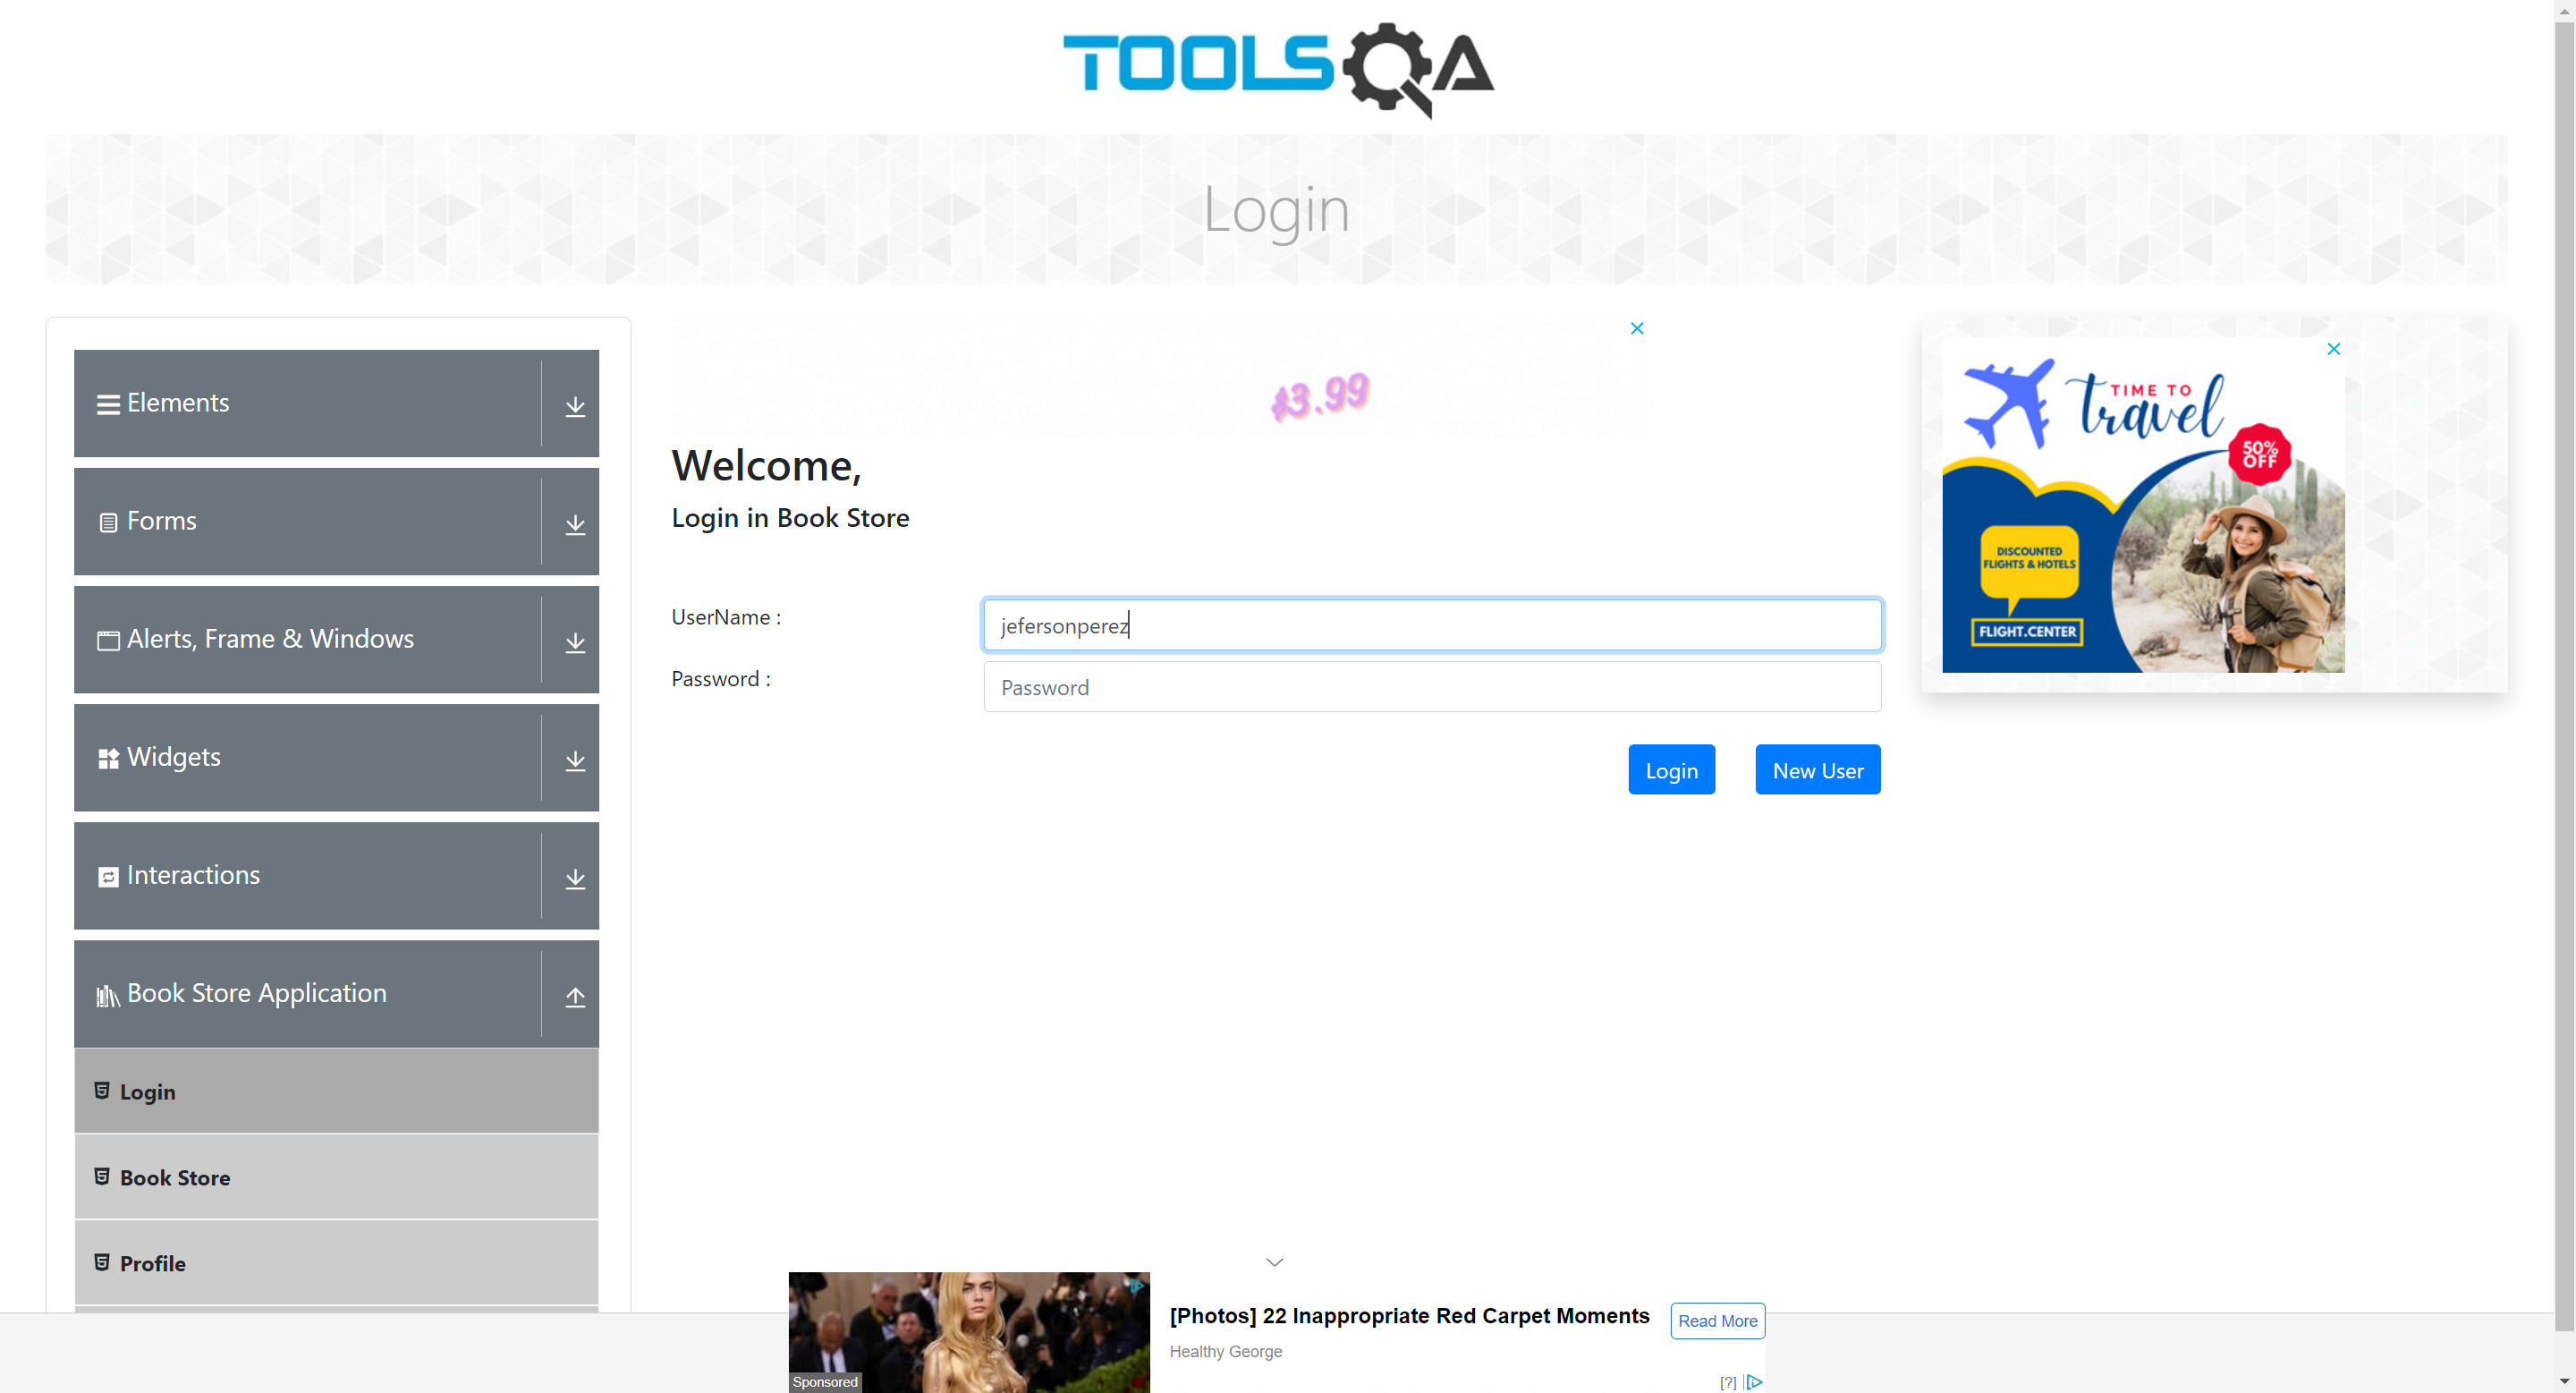 TOOLSQA
Login
Elements
Forms
Alerts, Frame & Windows
Widgets
Interactions
Book Store Application
Login
Book Store
Profile
$3.99
Welcome,
Login in Book Store
UserName :
jefersonperez
Password :
Password
Login
New User
TIME TO
travel
50%
OFF
DISCOUNTED
FLIGHTS & HOTELS
FLIGHT.CENTER
Sponsored
[Photos] 22 Inappropriate Red Carpet Moments
Healthy George
Read More
[?]